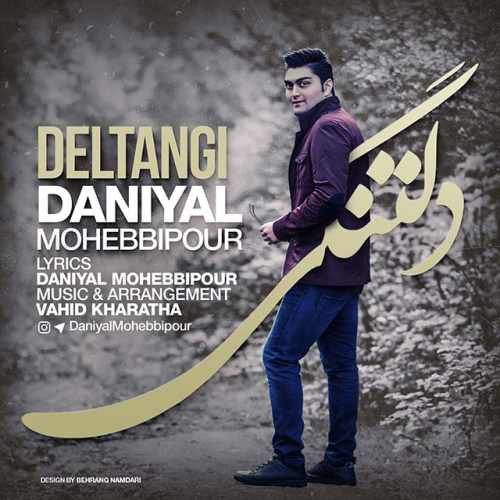 DELTANGI
DANIYAL
MOHEBBIPOUR
LYRICS
DANIYAL MOHEBBIPOUR
MUSIC & ARRANGEMENT
VAHID KHARATHA
DaniyalMohebbipour
دلتنگی
DESIGN BY BEHRANG NAMDARI